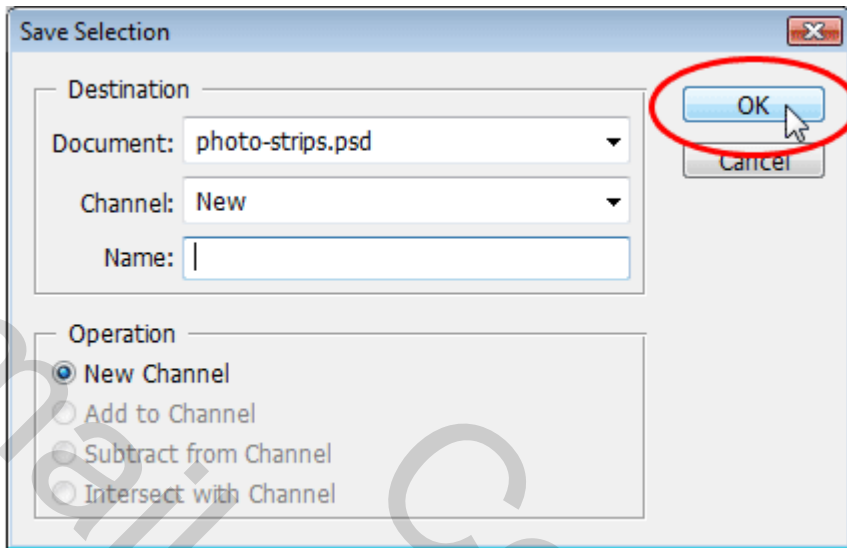 Save Selection
Destination
OK
Document: photo-strips.psd
Cancel
Channel: New
Name:
Operation
New Channel
Add to Channel
Subtract from Channel
Intersect with Channel